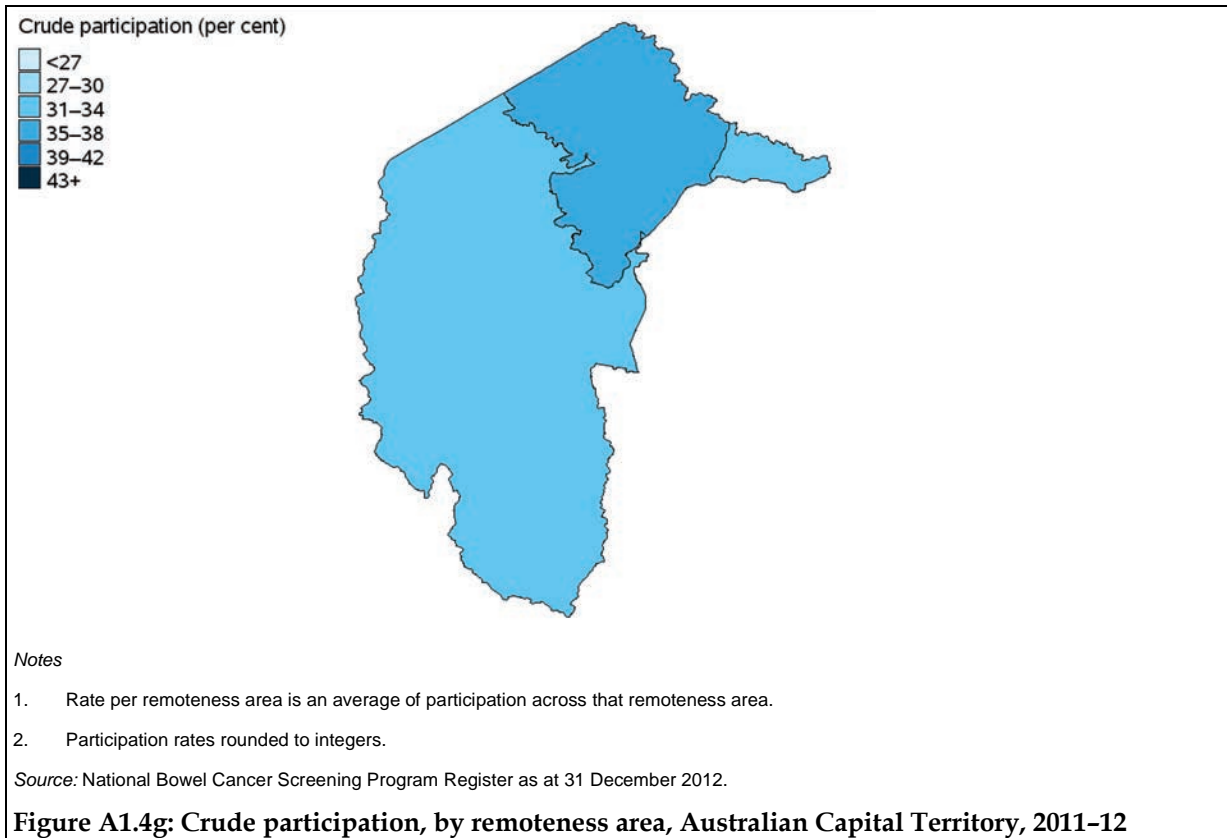 Crude participation (per cent)
<27
27–30
31–34
35–38
39–42
43+
Notes
1. Rate per remoteness area is an average of participation across that remoteness area.
2. Participation rates rounded to integers.
Source: National Bowel Cancer Screening Program Register as at 31 December 2012.
Figure A1.4g: Crude participation, by remoteness area, Australian Capital Territory, 2011–12